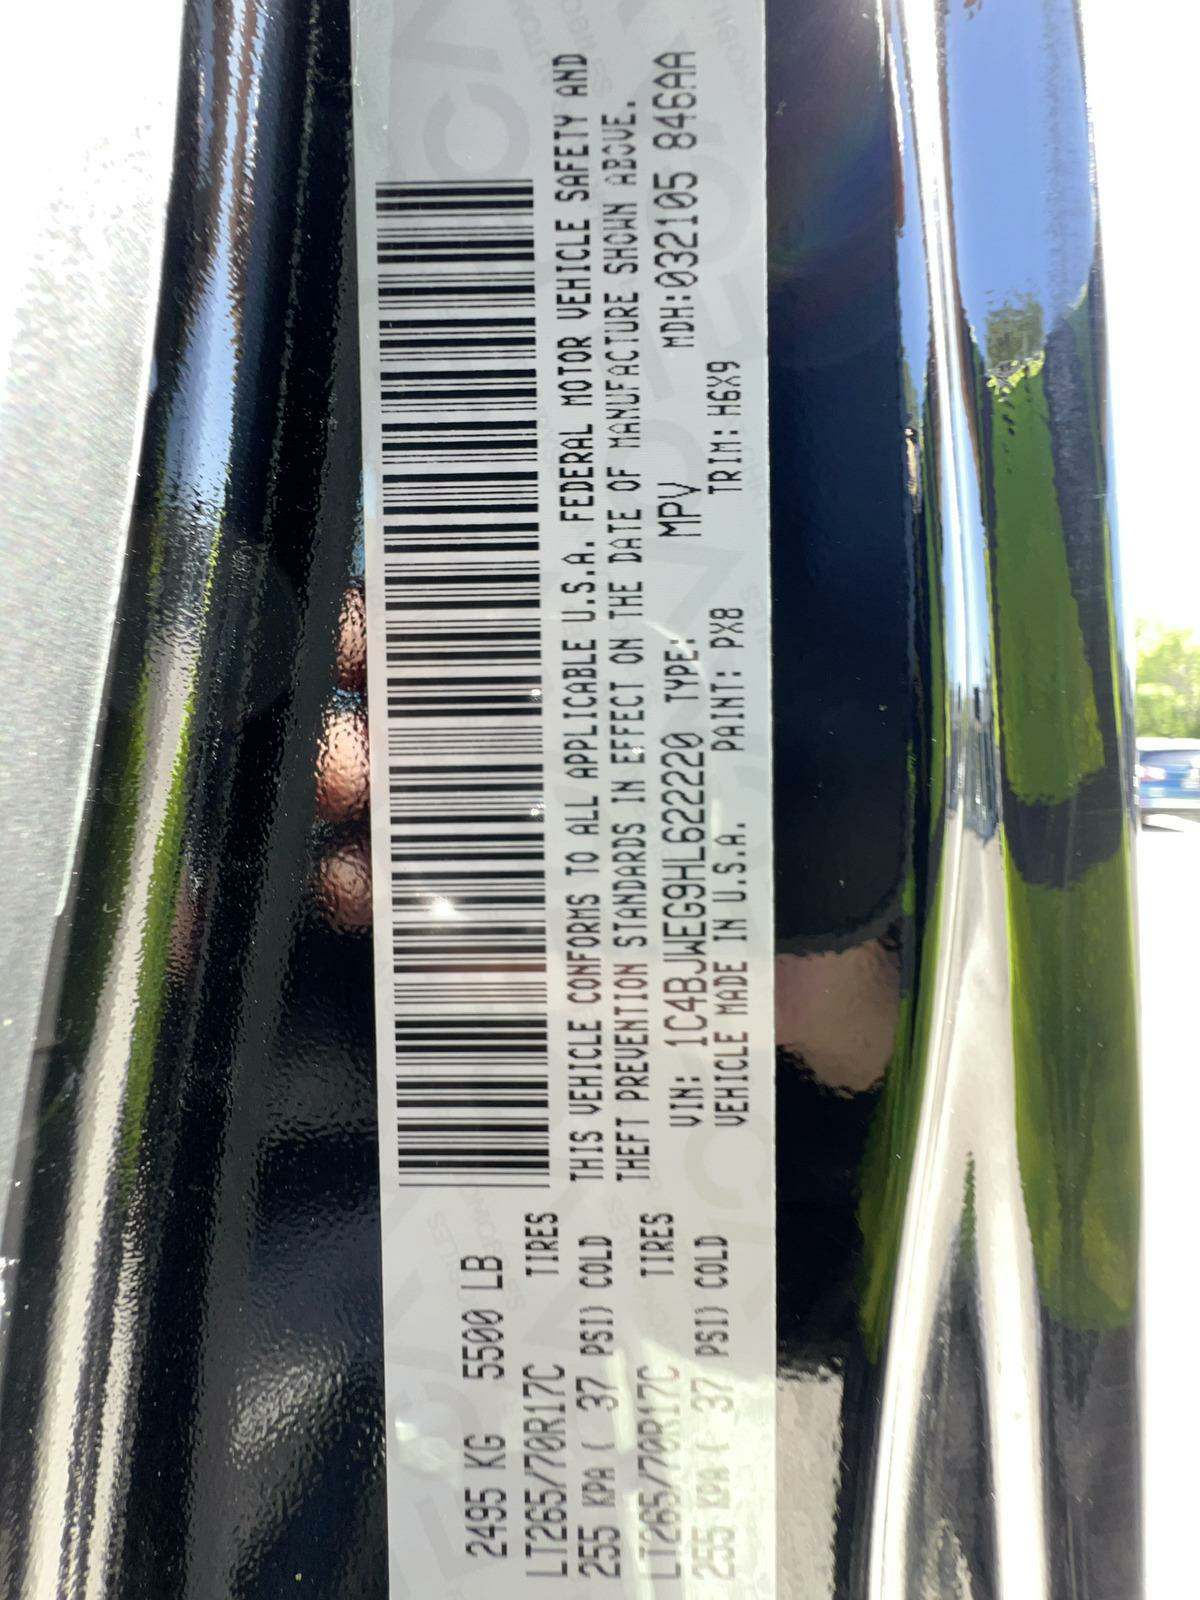 2495 KG 5500 LB
LT265/70R17C TIRES
255 KPA ( 37 PSI) COLD
LT265/70R17C TIRES
255 KPA ( 37 PSI) COLD
THIS VEHICLE CONFORMS TO ALL APPLICABLE U.S.A. FEDERAL MOTOR VEHICLE SAFETY AND
THEFT PREVENTION STANDARDS IN EFFECT ON THE DATE OF MANUFACTURE SHOWN ABOVE.
VIN: 1C4BJWEG9HL622220 TYPE: MPV MDH:032105 846AA
VEHICLE MADE IN U.S.A. PAINT: PX8 TRIM: H6X9